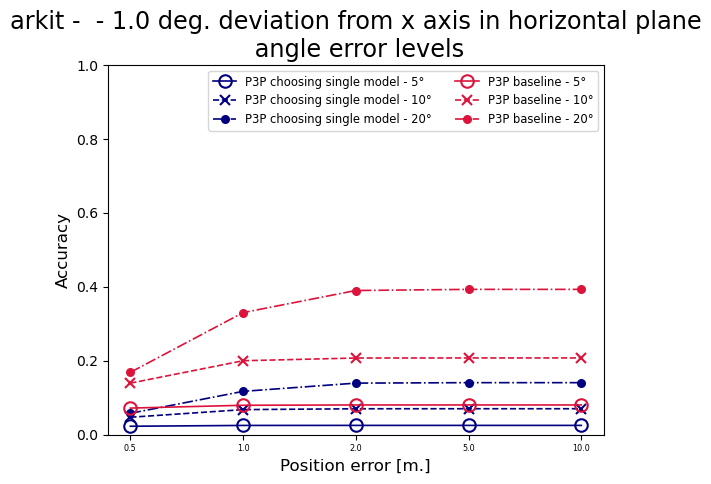 arkit -  - 1.0 deg. deviation from x axis in horizontal plane
angle error levels
P3P choosing single model - 5°
P3P choosing single model - 10°
P3P choosing single model - 20°
P3P baseline - 5°
P3P baseline - 10°
P3P baseline - 20°
Accuracy
1.0
0.8
0.6
0.4
0.2
0.0
0.5 1.0 2.0 5.0 10.0
Position error [m.]